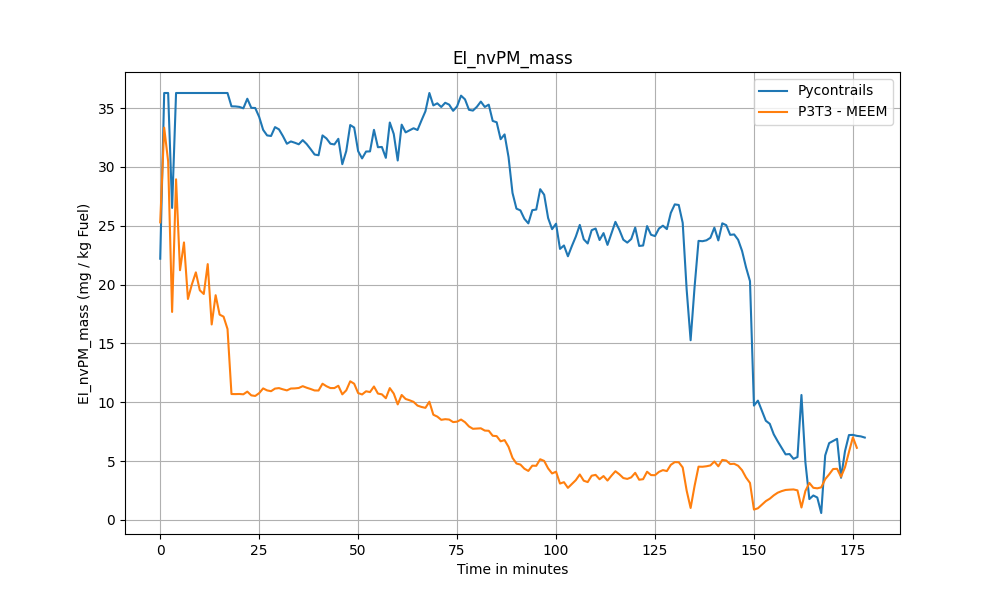 EI_nvPM_mass
Pycontrails
P3T3 - MEEM
EI_nvPM_mass (mg / kg Fuel)
35
30
25
20
15
10
5
0
0 25 50 75 100 125 150 175
Time in minutes